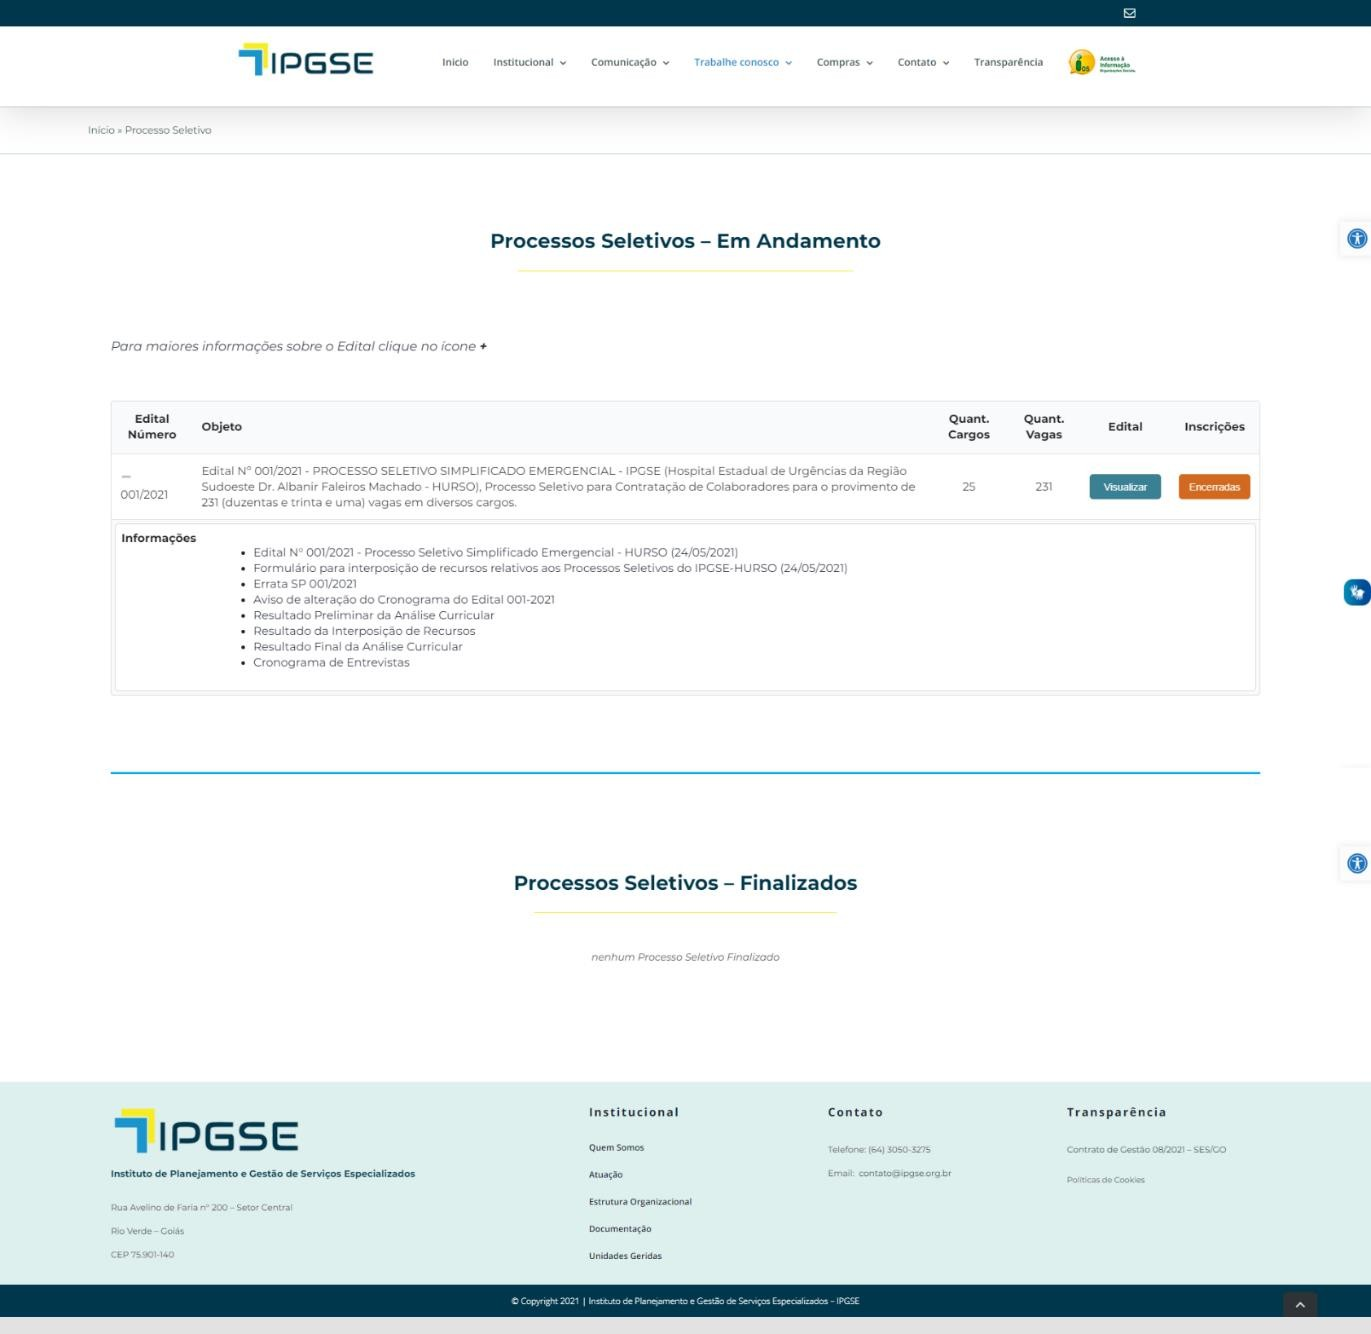 IPGSE
Inicio
Institucional
Comunicação
Trabalhe conosco
Compras
Contato
Transparência
Acesso à
Informação
Organizações Sociais
Início » Processo Seletivo
Processos Seletivos – Em Andamento
Para maiores informações sobre o Edital clique no ícone +
Edital Número
Objeto
Quant. Cargos
Quant. Vagas
Edital
Inscrições
001/2021
Edital N° 001/2021 - PROCESSO SELETIVO SIMPLIFICADO EMERGENCIAL - IPGSE (Hospital Estadual de Urgências da Região
Sudoeste Dr. Albanir Faleiros Machado - HURSO), Processo Seletivo para Contratação de Colaboradores para o provimento de
231 (duzentas e trinta e uma) vagas em diversos cargos.
25
231
Visualizar
Encerradas
Informações
• Edital N° 001/2021 - Processo Seletivo Simplificado Emergencial - HURSO (24/05/2021)
• Formulário para interposição de recursos relativos aos Processos Seletivos do IPGSE-HURSO (24/05/2021)
• Errata SP 001/2021
• Aviso de alteração do Cronograma do Edital 001-2021
• Resultado Preliminar da Análise Curricular
• Resultado da Interposição de Recursos
• Resultado Final da Análise Curricular
• Cronograma de Entrevistas
Processos Seletivos – Finalizados
nenhum Processo Seletivo Finalizado
IPGSE
Instituto de Planejamento e Gestão de Serviços Especializados
Rua Avelino de Faria n° 200 – Setor Central
Rio Verde – Goiás
CEP 75.901-140
Institucional
Quem Somos
Atuação
Estrutura Organizacional
Documentação
Unidades Geridas
Contato
Telefone: (64) 3050-3275
Email: contato@ipgse.org.br
Transparência
Contrato de Gestão 08/2021 – SES/GO
Políticas de Cookies
© Copyright 2021 | Instituto de Planejamento e Gestão de Serviços Especializados – IPGSE